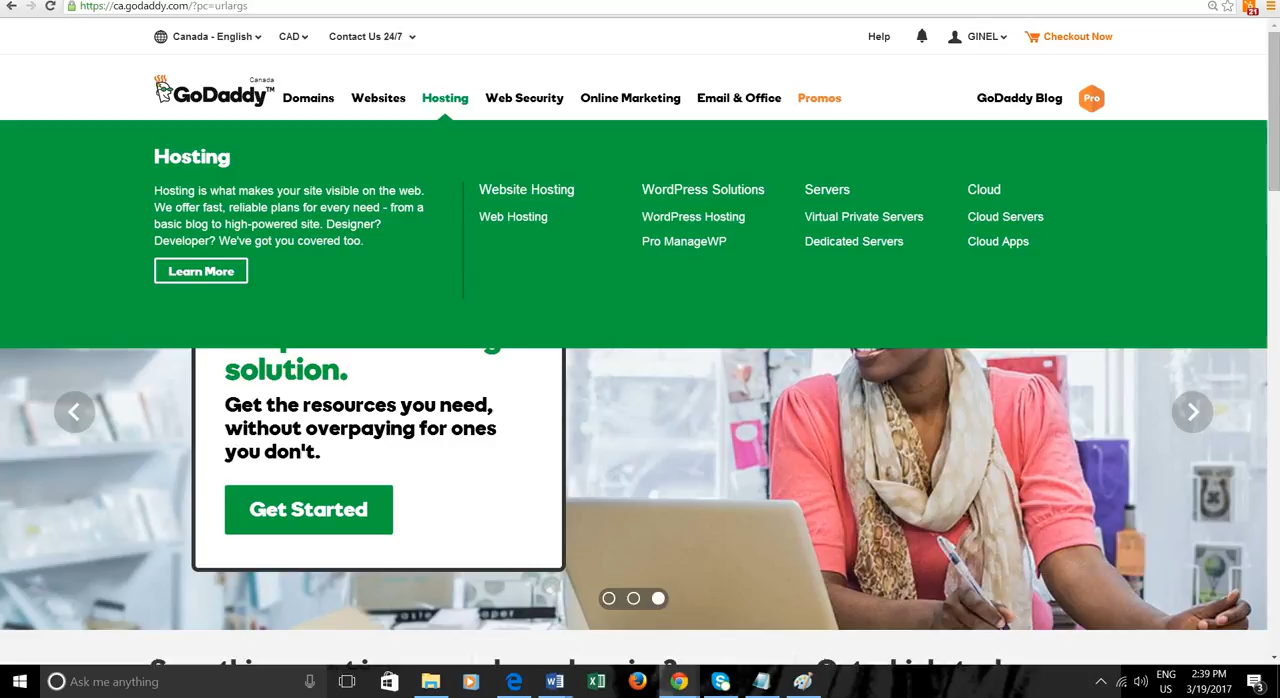 https://ca.godaddy.com/?pc=urlargs
21
Canada - English
CAD
Contact Us 24/7
Help
GINEL
Checkout Now
Canada
GoDaddy™
Domains
Websites
Hosting
Web Security
Online Marketing
Email & Office
Promos
GoDaddy Blog
Pro
Hosting
Hosting is what makes your site visible on the web.
We offer fast, reliable plans for every need - from a
basic blog to high-powered site. Designer?
Developer? We've got you covered too.
Learn More
Website Hosting
Web Hosting
WordPress Solutions
WordPress Hosting
Pro ManageWP
Servers
Virtual Private Servers
Dedicated Servers
Cloud
Cloud Servers
Cloud Apps
solution.
Get the resources you need,
without overpaying for ones
you don't.
Get Started
Ask me anything
ENG
US
2:39 PM
3/19/2017
3